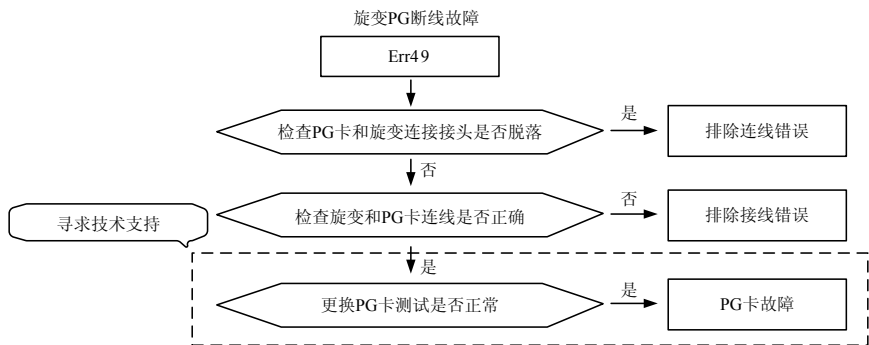 旋变PG断线故障
Err49
检查PG卡和旋变连接接头是否脱落
是
排除连线错误
否
寻求技术支持
检查旋变和PG卡连线是否正确
否
排除接线错误
是
更换PG卡测试是否正常
是
PG卡故障